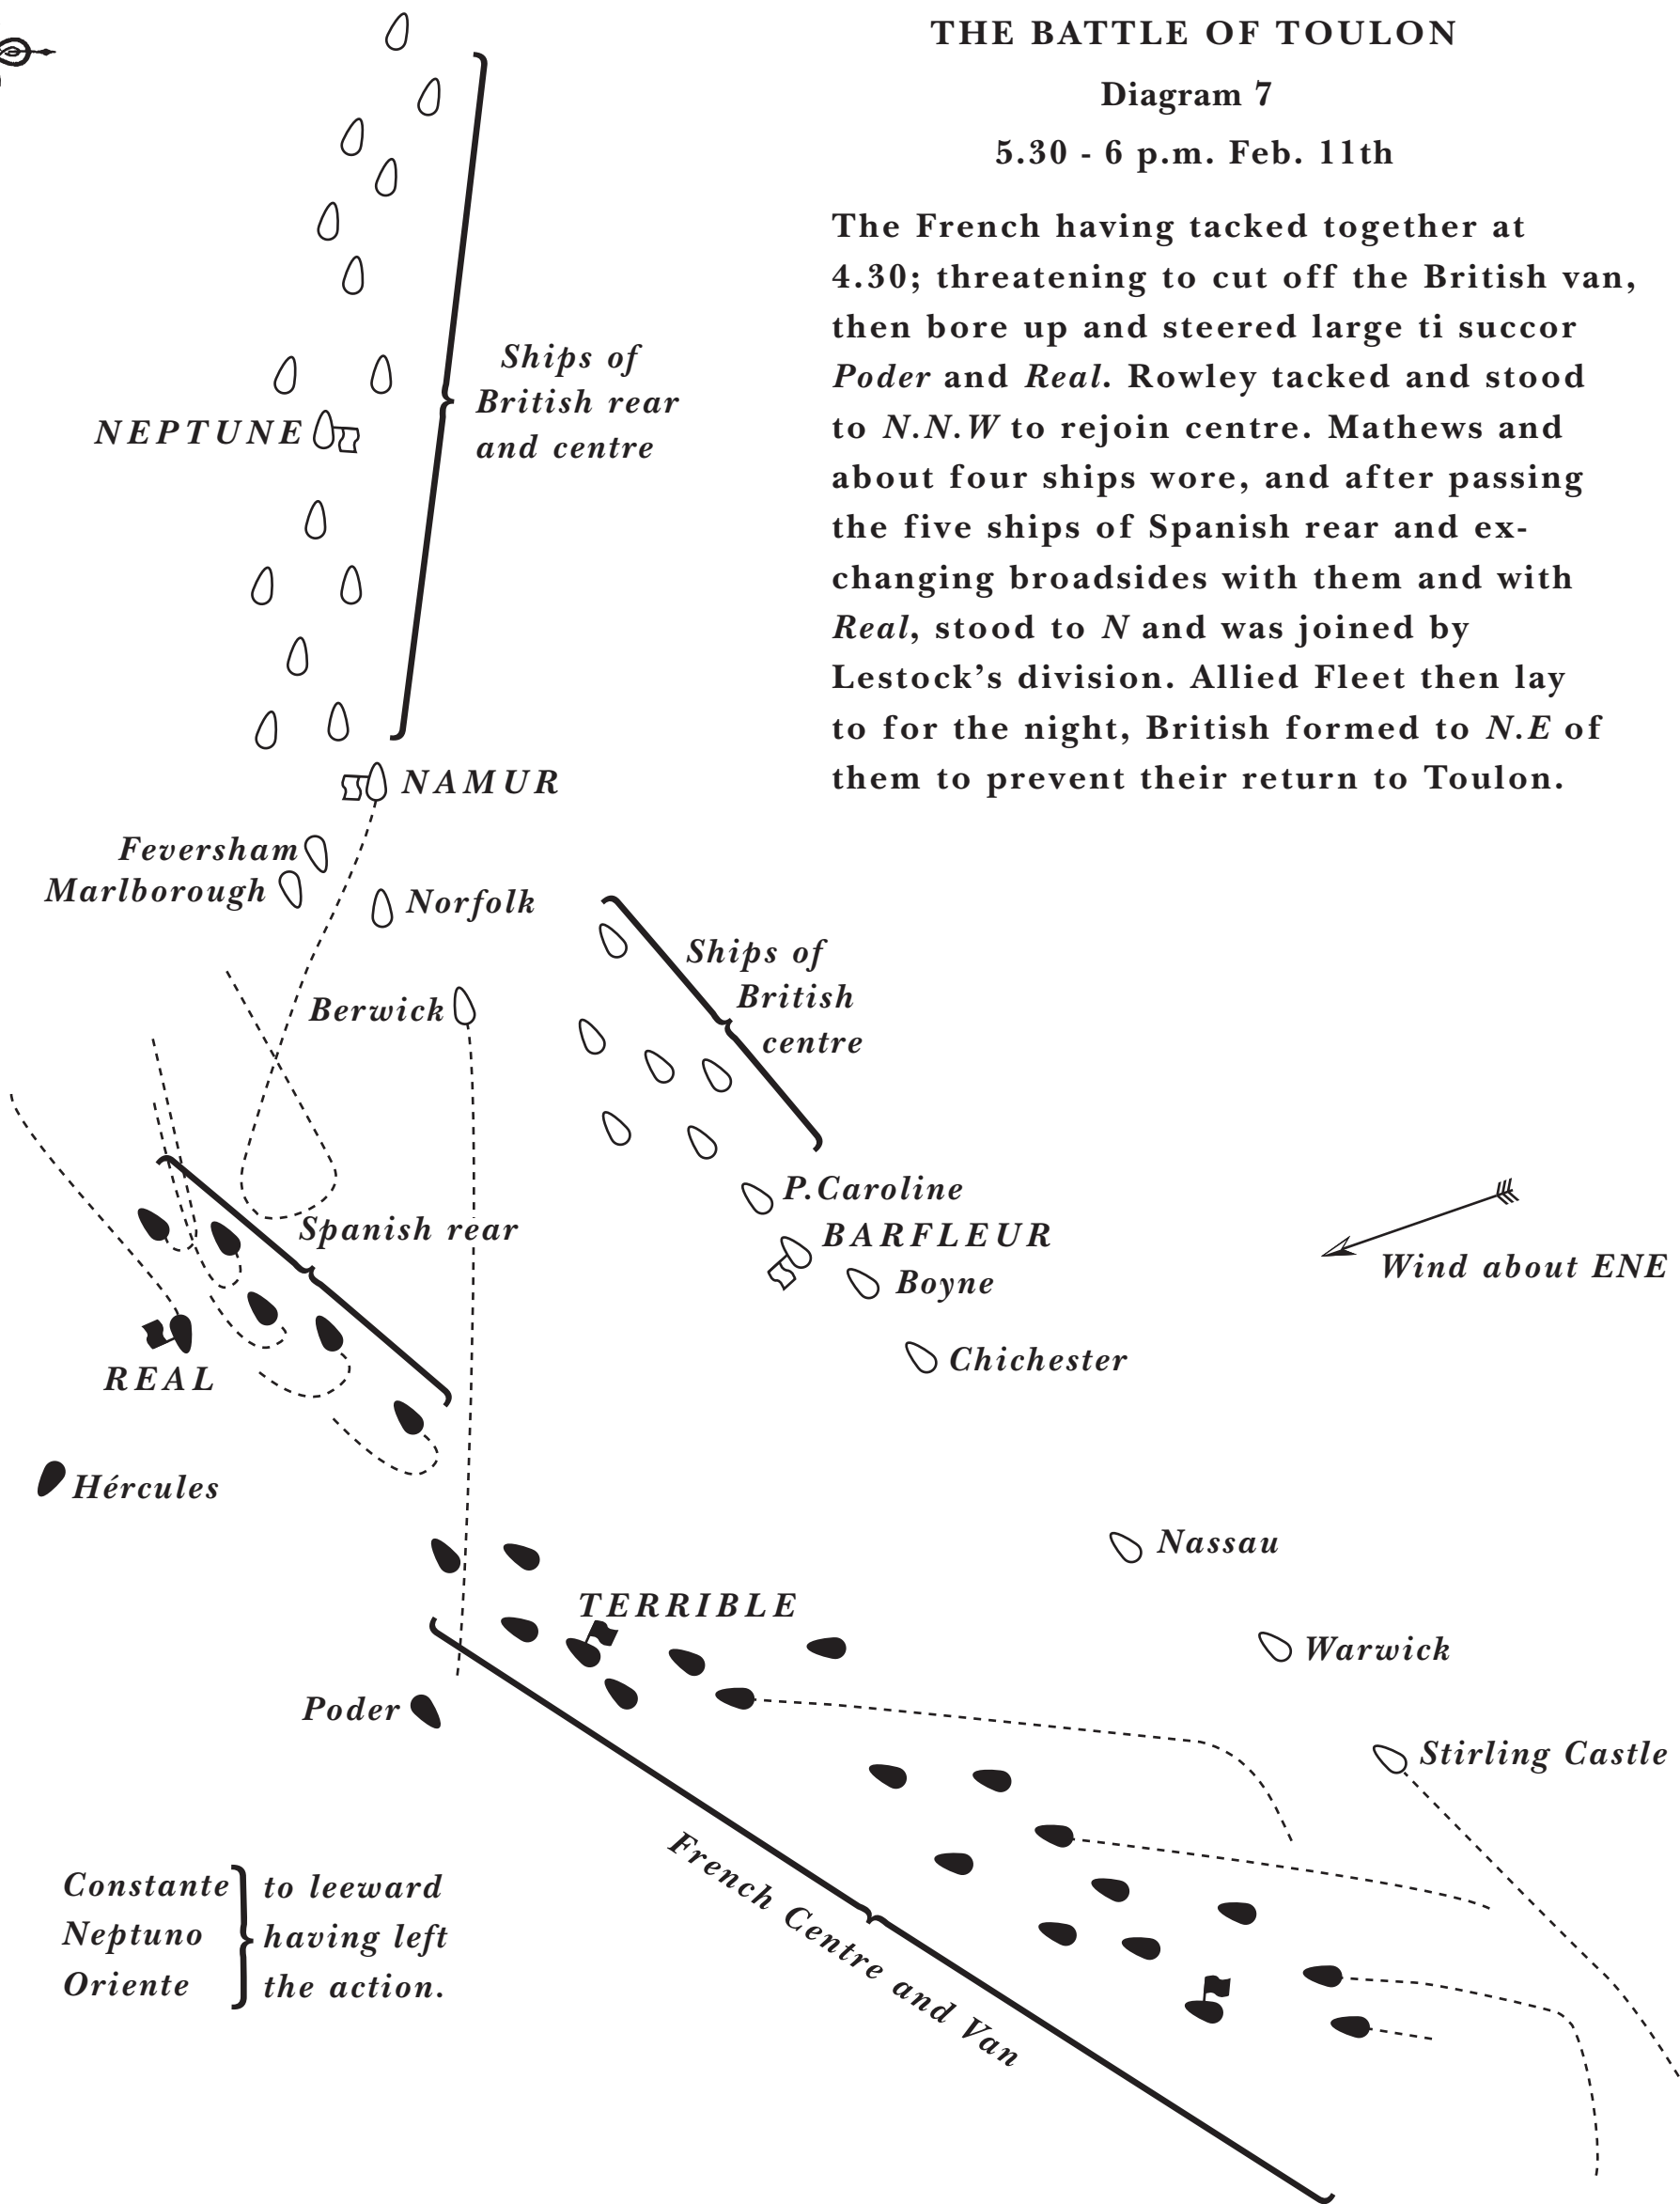 THE BATTLE OF TOULON
Diagram 7
5.30 - 6 p.m. Feb. 11th
The French having tacked together at
4.30; threatening to cut off the British van,
then bore up and steered large ti succor
Poder and Real. Rowley tacked and stood
to N.N.W to rejoin centre. Mathews and
about four ships wore, and after passing
the five ships of Spanish rear and ex-
changing broadsides with them and with
Real, stood to N and was joined by
Lestock's division. Allied Fleet then lay
to for the night, British formed to N.E of
them to prevent their return to Toulon.
Ships of
British rear
and centre
NEPTUNE
NAMUR
Feversham
Marlborough
Norfolk
Berwick
Ships of
British
centre
P.Caroline
BARFLEUR
Boyne
Chichester
Wind about ENE
Spanish rear
REAL
Hércules
Nassau
TERRIBLE
Warwick
Poder
Stirling Castle
French Centre and Van
Constante
Neptuno
Oriente
to leeward
having left
the action.